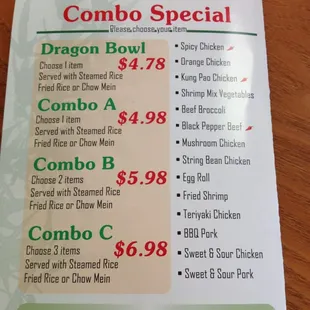 Combo Special
Please choose your item
Dragon Bowl
Choose 1 item
$4.78
Served with Steamed Rice
Fried Rice or Chow Mein
Combo A
Choose 1 item
$4.98
Served with Steamed Rice
Fried Rice or Chow Mein
Combo B
Choose 2 items
$5.98
Served with Steamed Rice
Fried Rice or Chow Mein
Combo C
Choose 3 items
$6.98
Served with Steamed Rice
Fried Rice or Chow Mein
• Spicy Chicken
• Orange Chicken
• Kung Pao Chicken
• Shrimp Mix Vegetables
• Beef Broccoli
• Black Pepper Beef
• Mushroom Chicken
• String Bean Chicken
• Egg Roll
• Fried Shrimp
• Teriyaki Chicken
• BBQ Pork
• Sweet & Sour Chicken
• Sweet & Sour Pork